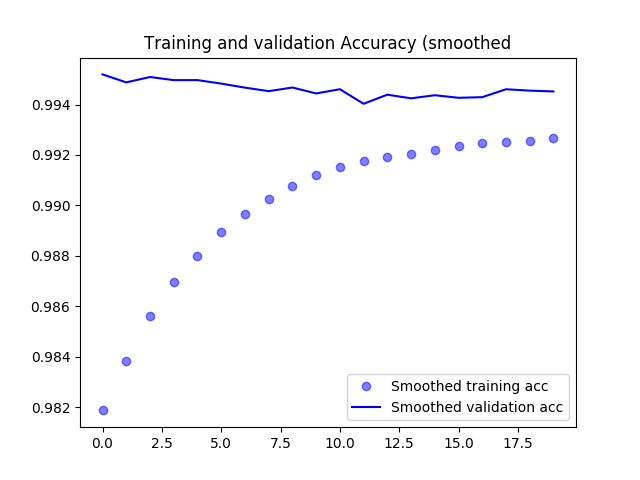 Training and validation Accuracy (smoothed
0.994
0.992
0.990
0.988
0.986
0.984
0.982
Smoothed training acc
Smoothed validation acc
0.0 2.5 5.0 7.5 10.0 12.5 15.0 17.5